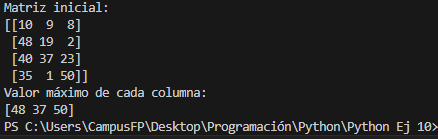 Matriz inicial:
[[10  9  8]
 [48 19  2]
 [40 37 23]
 [35  1 50]]
Valor máximo de cada columna:
[48 37 50]
PS C:\Users\CampusFP\Desktop\Programación\Python\Python Ej 10>